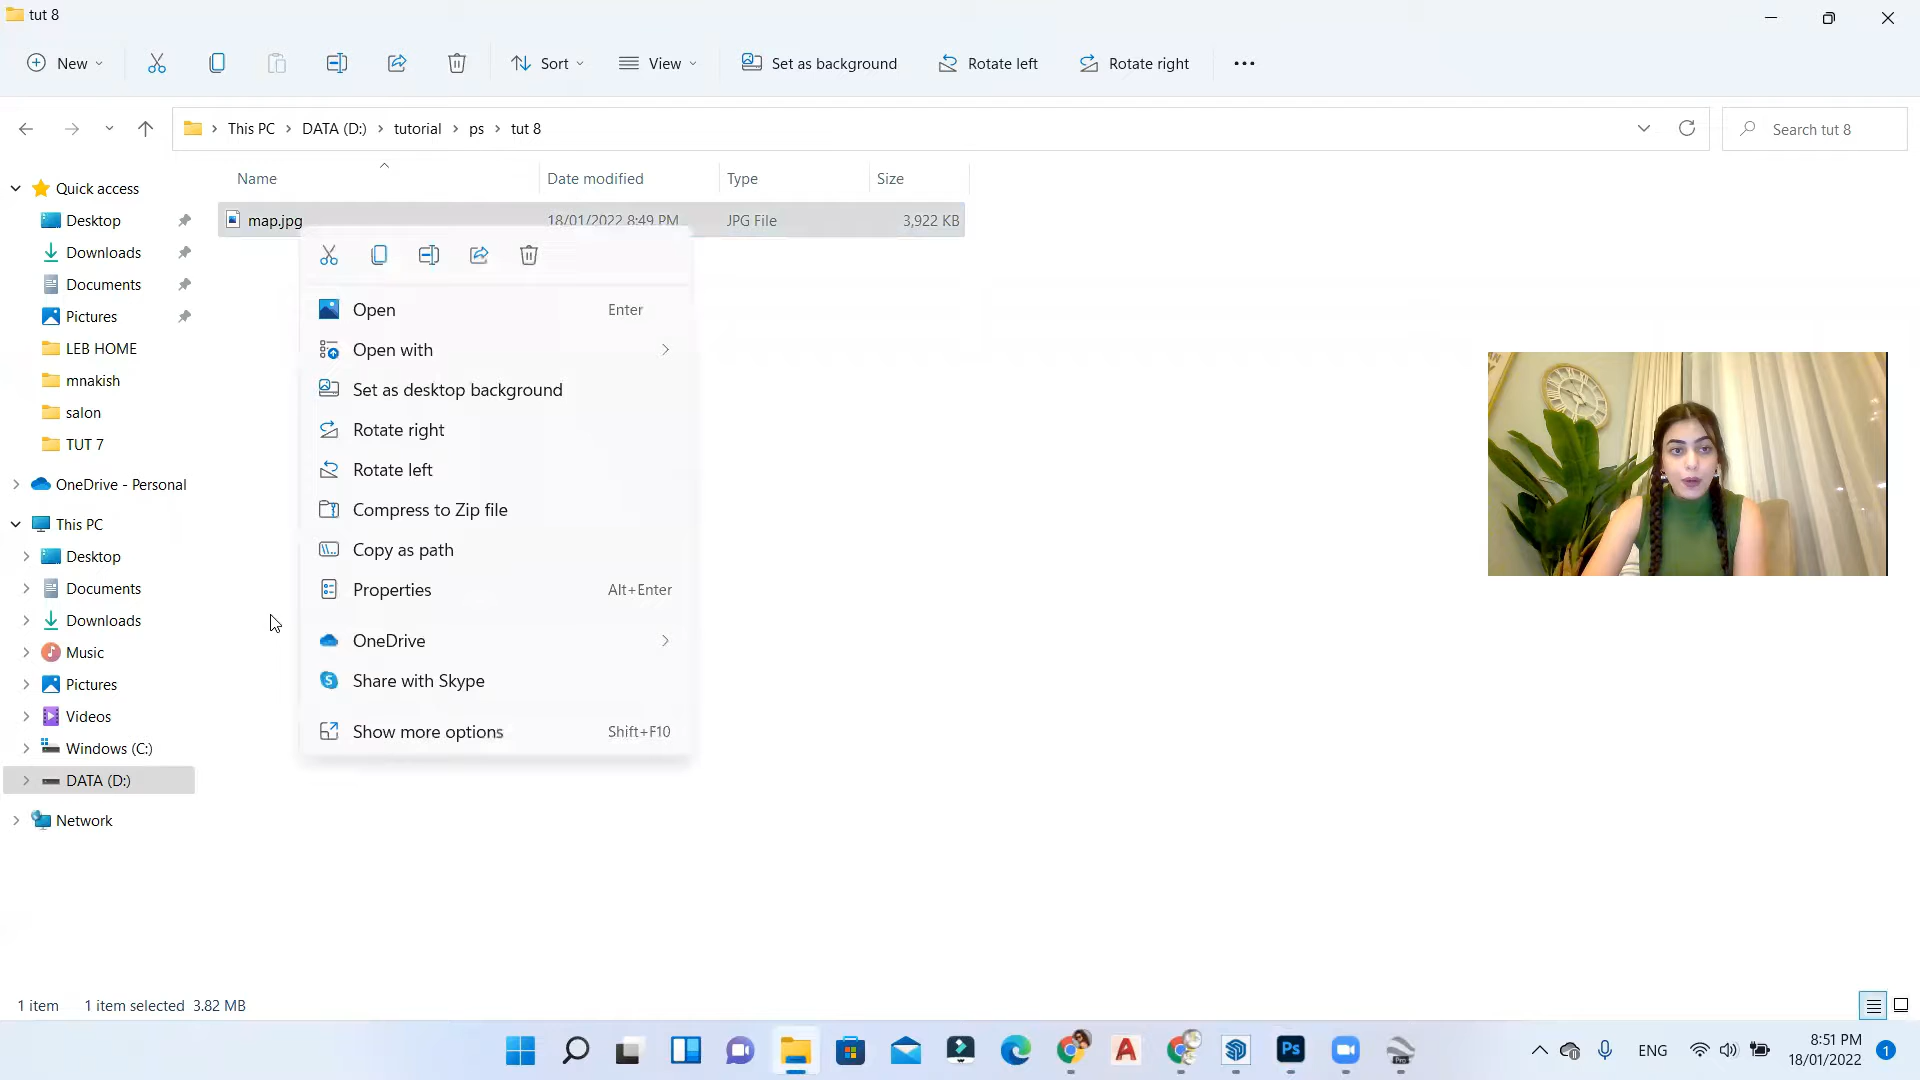 tut 8
New
Sort
View
Set as background
Rotate left
Rotate right
This PC
DATA (D:)
tutorial
ps
tut 8
Search tut 8
Name
Date modified
Type
Size
map.jpg
18/01/2022 8:49 PM
JPG File
3,922 KB
Quick access
Desktop
Downloads
Documents
Pictures
LEB HOME
mnakish
salon
TUT 7
OneDrive - Personal
This PC
Desktop
Documents
Downloads
Music
Pictures
Videos
Windows (C:)
DATA (D:)
Network
Open Enter
Open with
Set as desktop background
Rotate right
Rotate left
Compress to Zip file
Copy as path
Properties Alt+Enter
OneDrive
Share with Skype
Show more options Shift+F10
1 item 1 item selected 3.82 MB
Ps
Pro
ENG
8:51 PM
18/01/2022
1